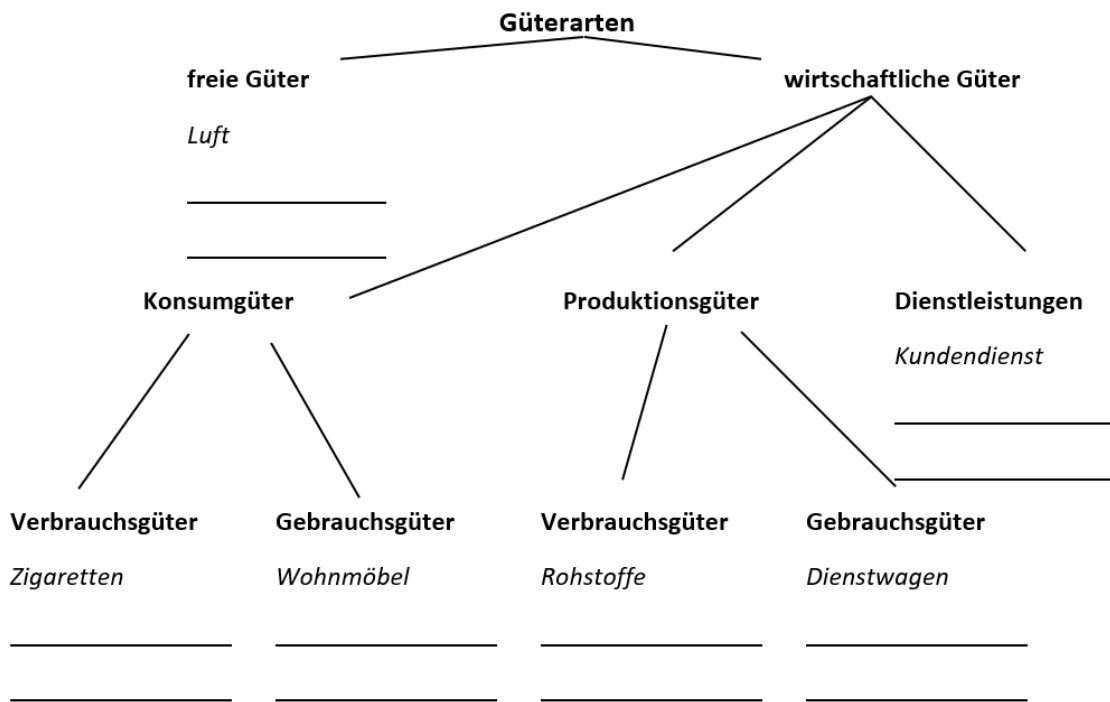 Güterarten
freie Güter
wirtschaftliche Güter
Luft
Konsumgüter
Produktionsgüter
Dienstleistungen
Kundendienst
Verbrauchsgüter
Gebrauchsgüter
Verbrauchsgüter
Gebrauchsgüter
Zigaretten
Wohnmöbel
Rohstoffe
Dienstwagen